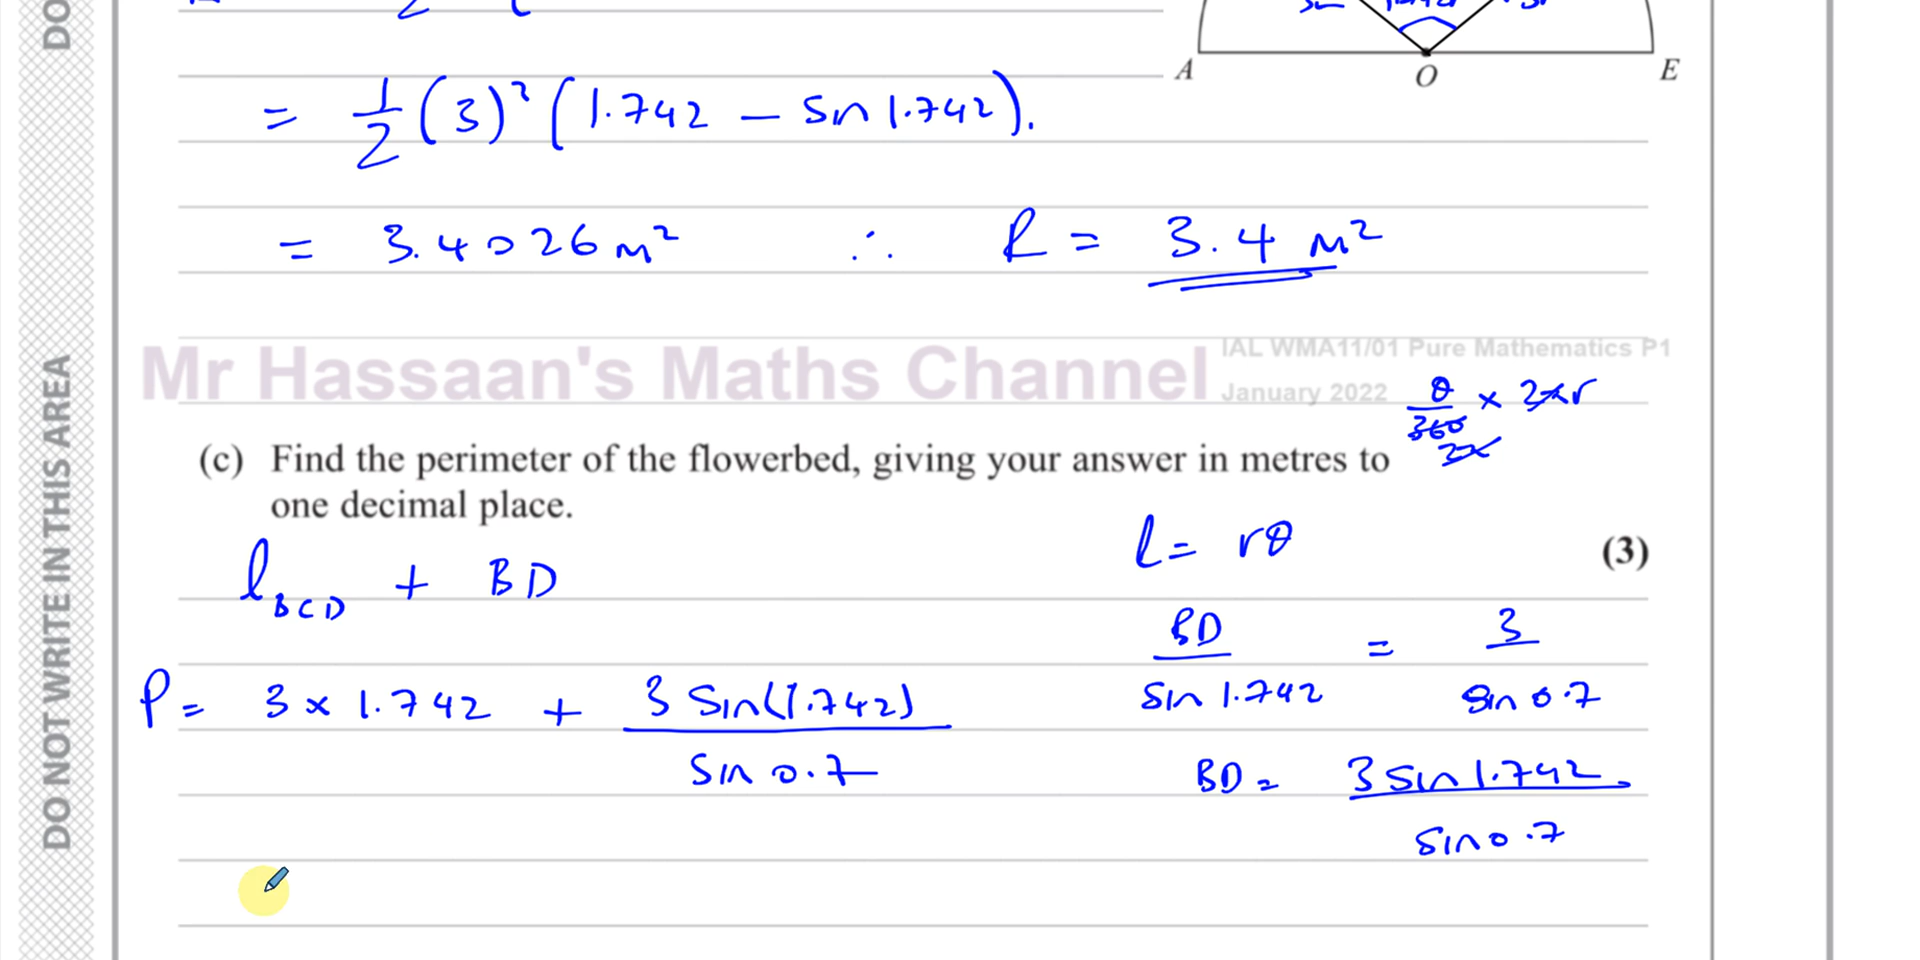 = 1/2 (3)² (1.742 − sin 1.742).
A O E
= 3.4026 m² ∴ R = 3.4 m²
Mr Hassaan's Maths Channel
IAL WMA11/01 Pure Mathematics P1
January 2022
θ/360 × 2πr
2π
(c) Find the perimeter of the flowerbed, giving your answer in metres to
one decimal place.
(3)
l BCD + BD
l = rθ
P = 3 × 1.742 + 3 sin(1.742) / sin 0.7
BD / sin 1.742 = 3 / sin 0.7
BD = 3 sin 1.742 / sin 0.7
DO NOT WRITE IN THIS AREA
DO